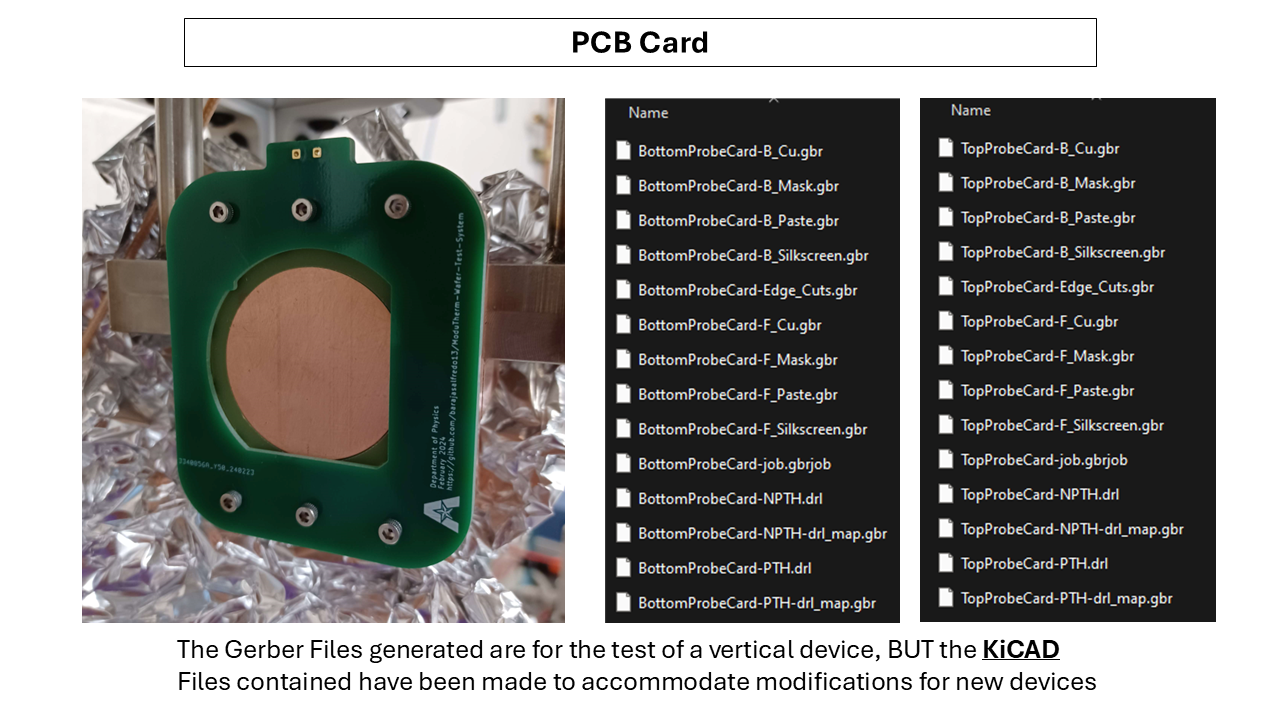 PCB Card
Department of Physics
February 2024
https://github.com/barajasalfredo13/ModuTherm-Wafer-Test-System
Name
BottomProbeCard-B_Cu.gbr
BottomProbeCard-B_Mask.gbr
BottomProbeCard-B_Paste.gbr
BottomProbeCard-B_Silkscreen.gbr
BottomProbeCard-Edge_Cuts.gbr
BottomProbeCard-F_Cu.gbr
BottomProbeCard-F_Mask.gbr
BottomProbeCard-F_Paste.gbr
BottomProbeCard-F_Silkscreen.gbr
BottomProbeCard-job.gbrjob
BottomProbeCard-NPTH.drl
BottomProbeCard-NPTH-drl_map.gbr
BottomProbeCard-PTH.drl
BottomProbeCard-PTH-drl_map.gbr
Name
TopProbeCard-B_Cu.gbr
TopProbeCard-B_Mask.gbr
TopProbeCard-B_Paste.gbr
TopProbeCard-B_Silkscreen.gbr
TopProbeCard-Edge_Cuts.gbr
TopProbeCard-F_Cu.gbr
TopProbeCard-F_Mask.gbr
TopProbeCard-F_Paste.gbr
TopProbeCard-F_Silkscreen.gbr
TopProbeCard-job.gbrjob
TopProbeCard-NPTH.drl
TopProbeCard-NPTH-drl_map.gbr
TopProbeCard-PTH.drl
TopProbeCard-PTH-drl_map.gbr
The Gerber Files generated are for the test of a vertical device, BUT the KiCAD
Files contained have been made to accommodate modifications for new devices